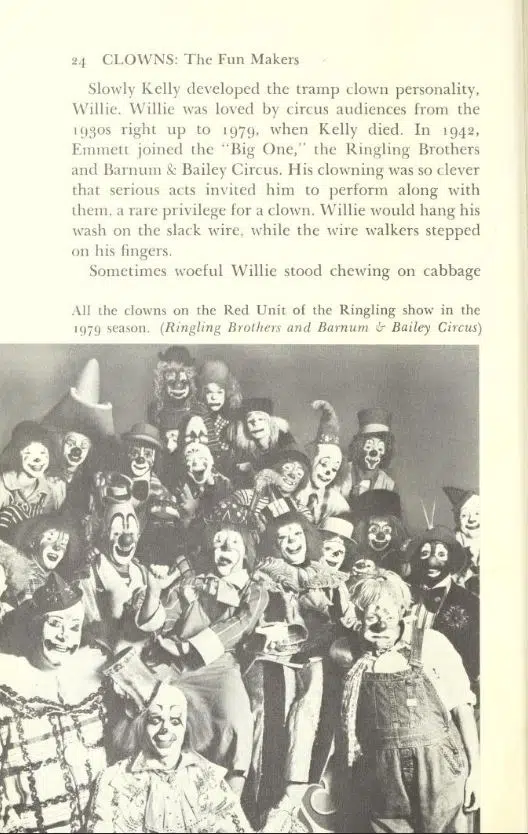 24 CLOWNS: The Fun Makers
Slowly Kelly developed the tramp clown personality,
Willie. Willie was loved by circus audiences from the
1930s right up to 1979, when Kelly died. In 1942,
Emmett joined the "Big One," the Ringling Brothers
and Barnum & Bailey Circus. His clowning was so clever
that serious acts invited him to perform along with
them, a rare privilege for a clown. Willie would hang his
wash on the slack wire, while the wire walkers stepped
on his fingers.
Sometimes woeful Willie stood chewing on cabbage
All the clowns on the Red Unit of the Ringling show in the
1979 season. (Ringling Brothers and Barnum & Bailey Circus)